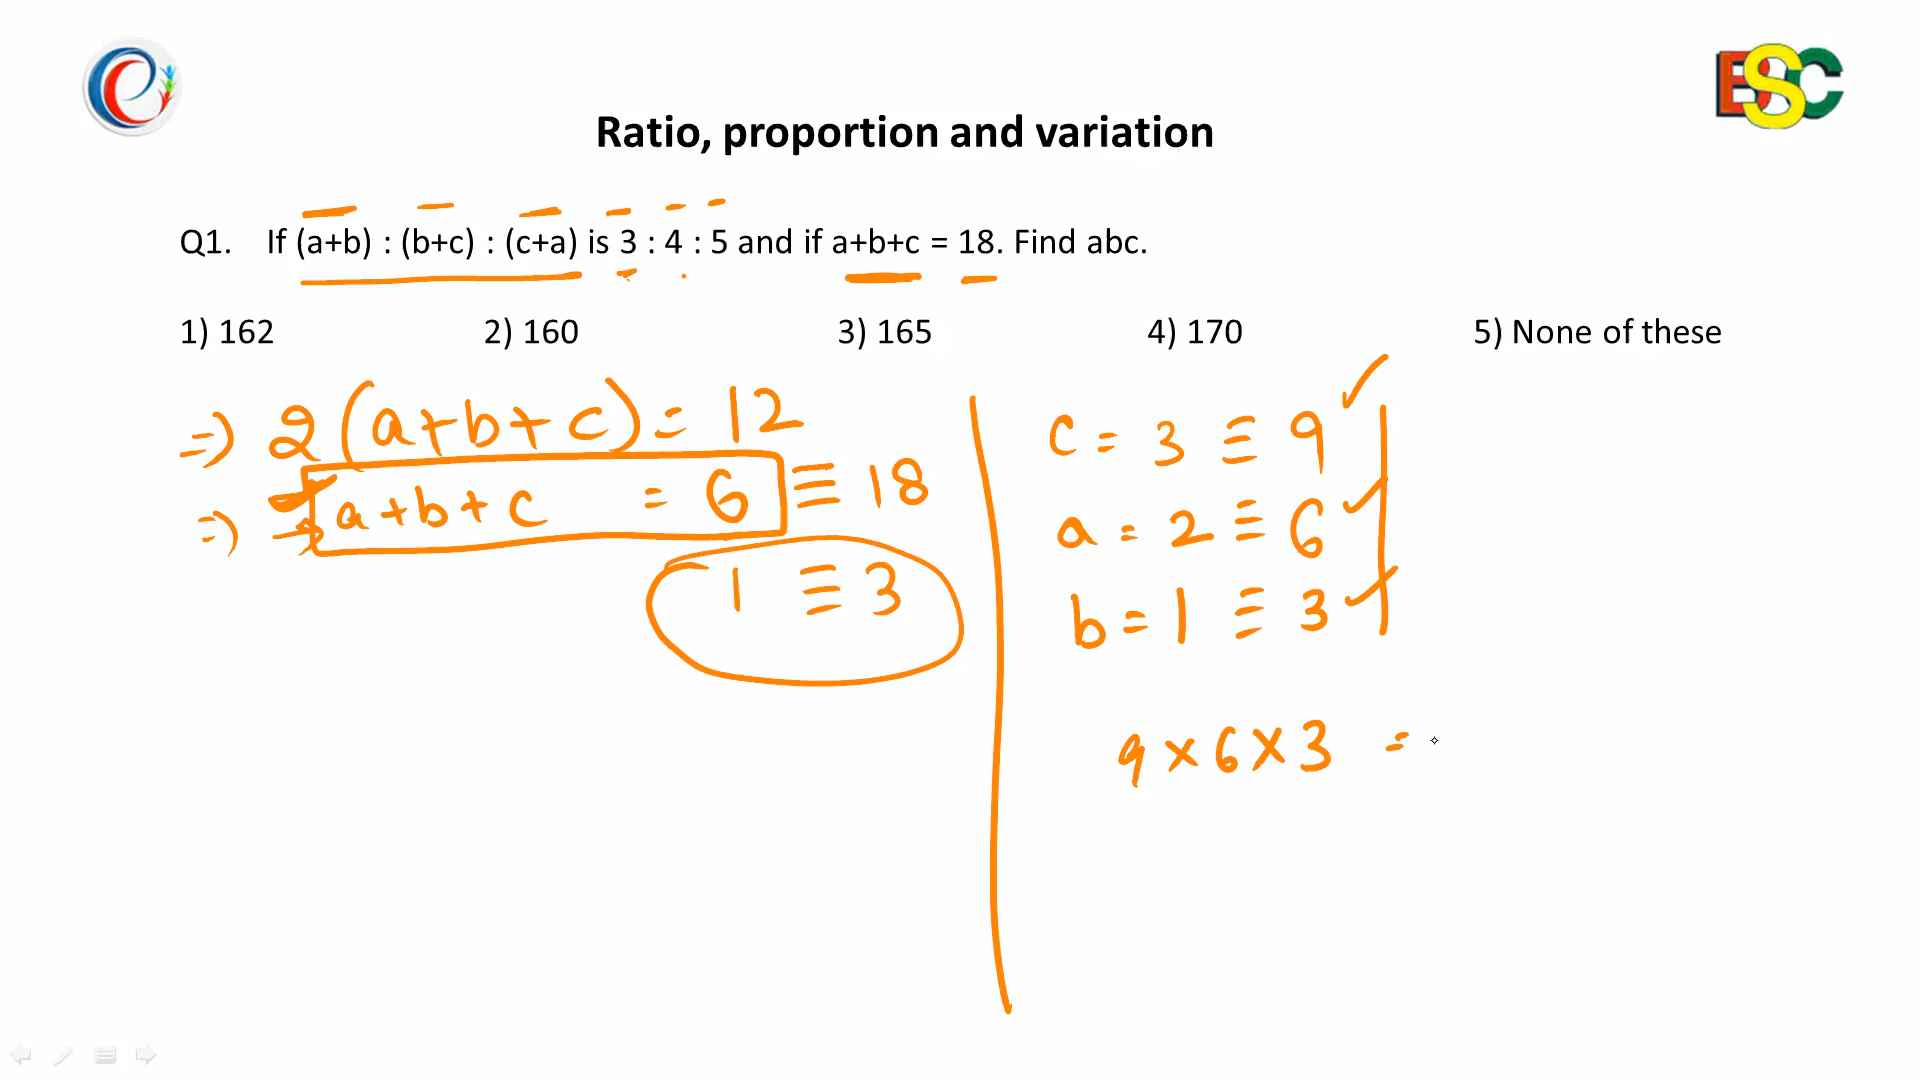 ESC
Ratio, proportion and variation
Q1. If (a+b) : (b+c) : (c+a) is 3 : 4 : 5 and if a+b+c = 18. Find abc.
1) 162 2) 160 3) 165 4) 170 5) None of these
⇒ 2(a+b+c) = 12
⇒ a+b+c = 6 ≡ 18
1 ≡ 3
c = 3 ≡ 9
a = 2 ≡ 6
b = 1 ≡ 3
9 × 6 × 3 =